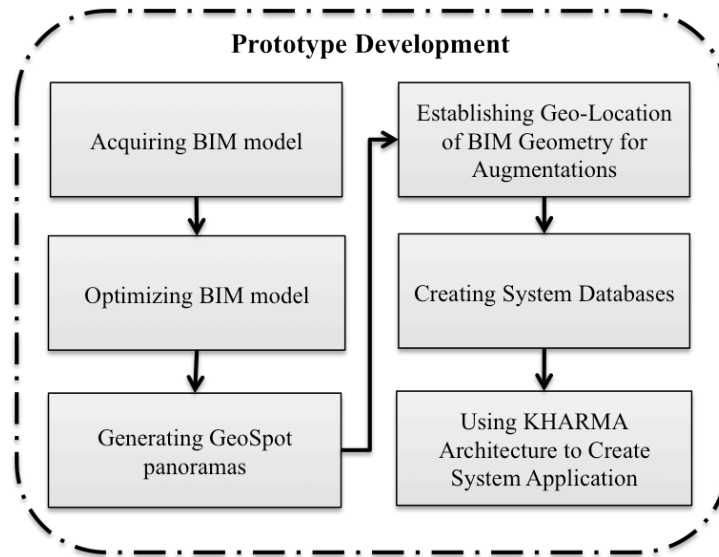 Prototype Development
Acquiring BIM model
Optimizing BIM model
Generating GeoSpot
panoramas
Establishing Geo-Location
of BIM Geometry for
Augmentations
Creating System Databases
Using KHARMA
Architecture to Create
System Application